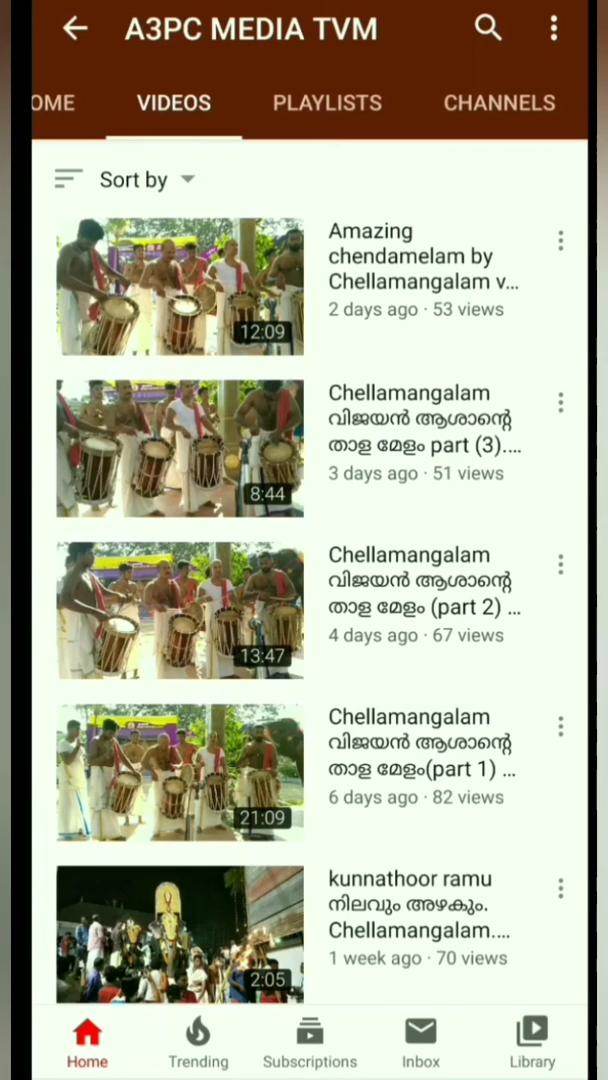 A3PC MEDIA TVM
OME VIDEOS PLAYLISTS CHANNELS
Sort by
Amazing
chendamelam by
Chellamangalam v...
2 days ago · 53 views
12:09
Chellamangalam
വിജയൻ ആശാന്റെ
താള മേളം part (3)....
3 days ago · 51 views
8:44
Chellamangalam
വിജയൻ ആശാന്റെ
താള മേളം (part 2) ...
4 days ago · 67 views
13:47
Chellamangalam
വിജയൻ ആശാന്റെ
താള മേളം(part 1) ...
6 days ago · 82 views
21:09
kunnathoor ramu
നിലവും അഴകും.
Chellamangalam....
1 week ago · 70 views
2:05
Home Trending Subscriptions Inbox Library